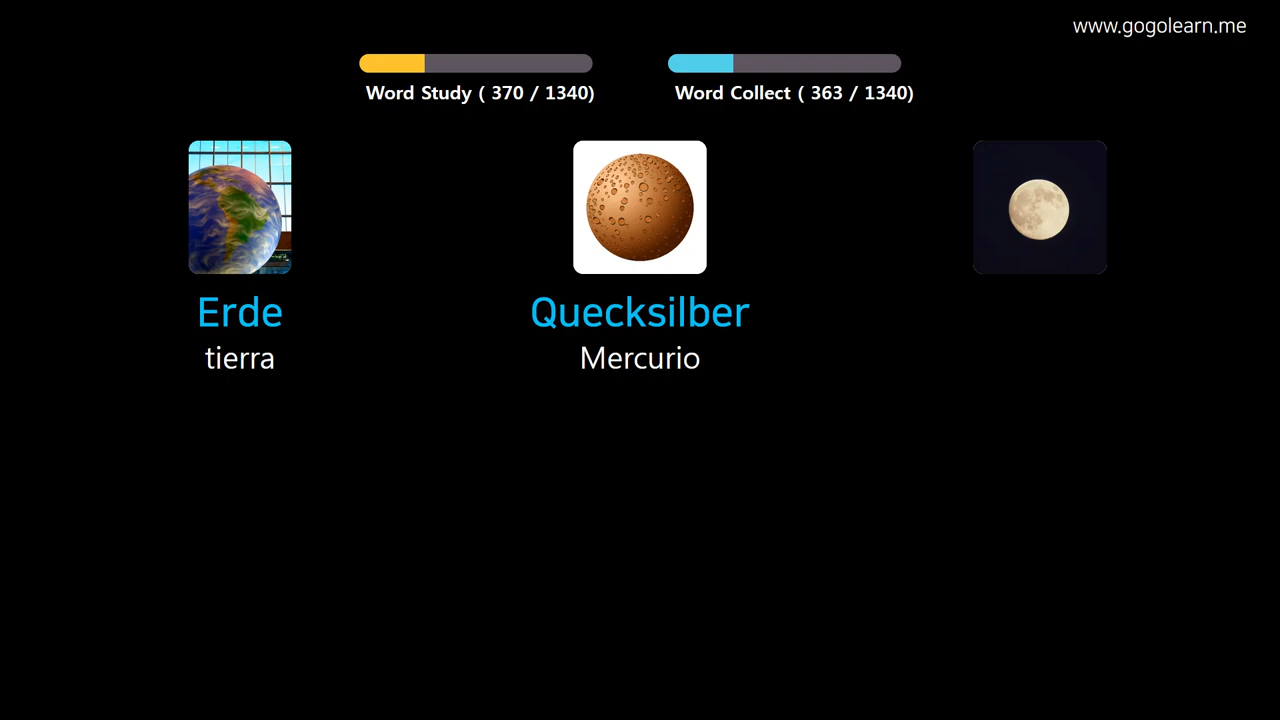 www.gogolearn.me
Word Study ( 370 / 1340)
Word Collect ( 363 / 1340)
Erde
tierra
Quecksilber
Mercurio